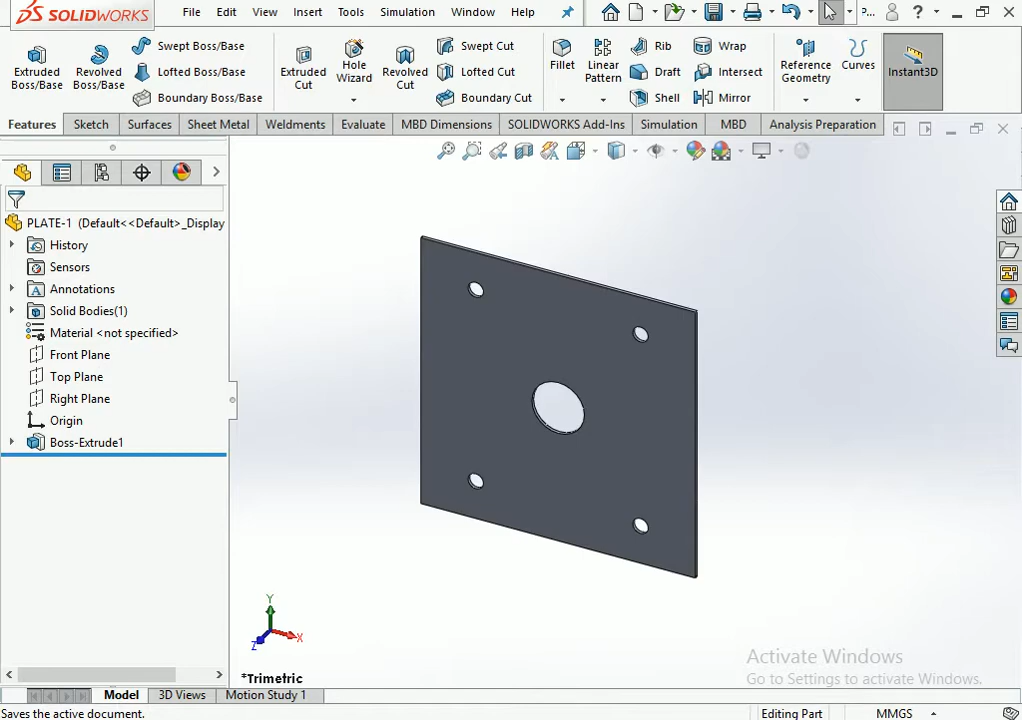 SOLIDWORKS
File Edit View Insert Tools Simulation Window Help P... ?
Extruded Boss/Base
Revolved Boss/Base
Swept Boss/Base
Lofted Boss/Base
Boundary Boss/Base
Extruded Cut
Hole Wizard
Revolved Cut
Swept Cut
Lofted Cut
Boundary Cut
Fillet
Linear Pattern
Rib
Draft
Shell
Wrap
Intersect
Mirror
Reference Geometry
Curves
Instant3D
Features Sketch Surfaces Sheet Metal Weldments Evaluate MBD Dimensions SOLIDWORKS Add-Ins Simulation MBD Analysis Preparation
PLATE-1 (Default<<Default>_Display
History
Sensors
A Annotations
Solid Bodies(1)
Material <not specified>
Front Plane
Top Plane
Right Plane
Origin
Boss-Extrude1
Y
X
Z
*Trimetric
Activate Windows
Go to Settings to activate Windows.
Model 3D Views Motion Study 1
Saves the active document. Editing Part MMGS